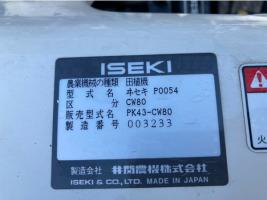 ISEKI
農業機械の種類 田植機
型式名 ヰセキ P0054
区分 CW80
販売型式名 PK43-CW80
製造番号 003233
製造会社 井関農機株式会社
ISEKI & CO., LTD. MADE IN JAPAN
火